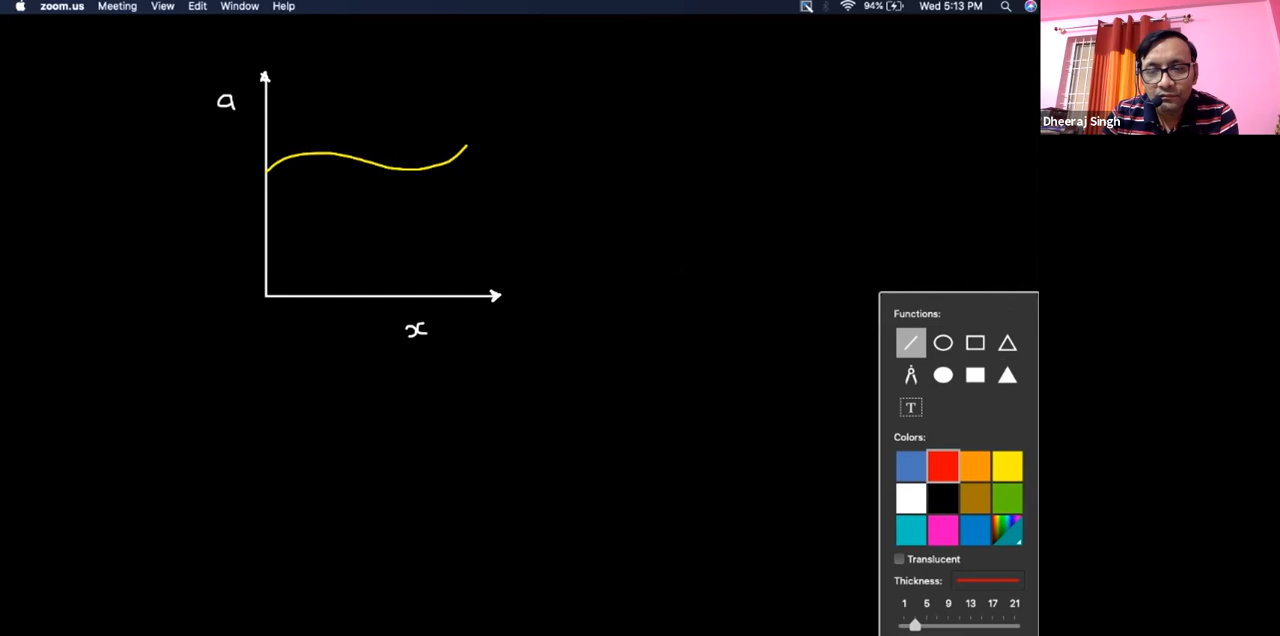 zoom.us Meeting View Edit Window Help 94% Wed 5:13 PM
Dheeraj Singh
a
x
Functions:
T
Colors:
Translucent
Thickness:
1 5 9 13 17 21